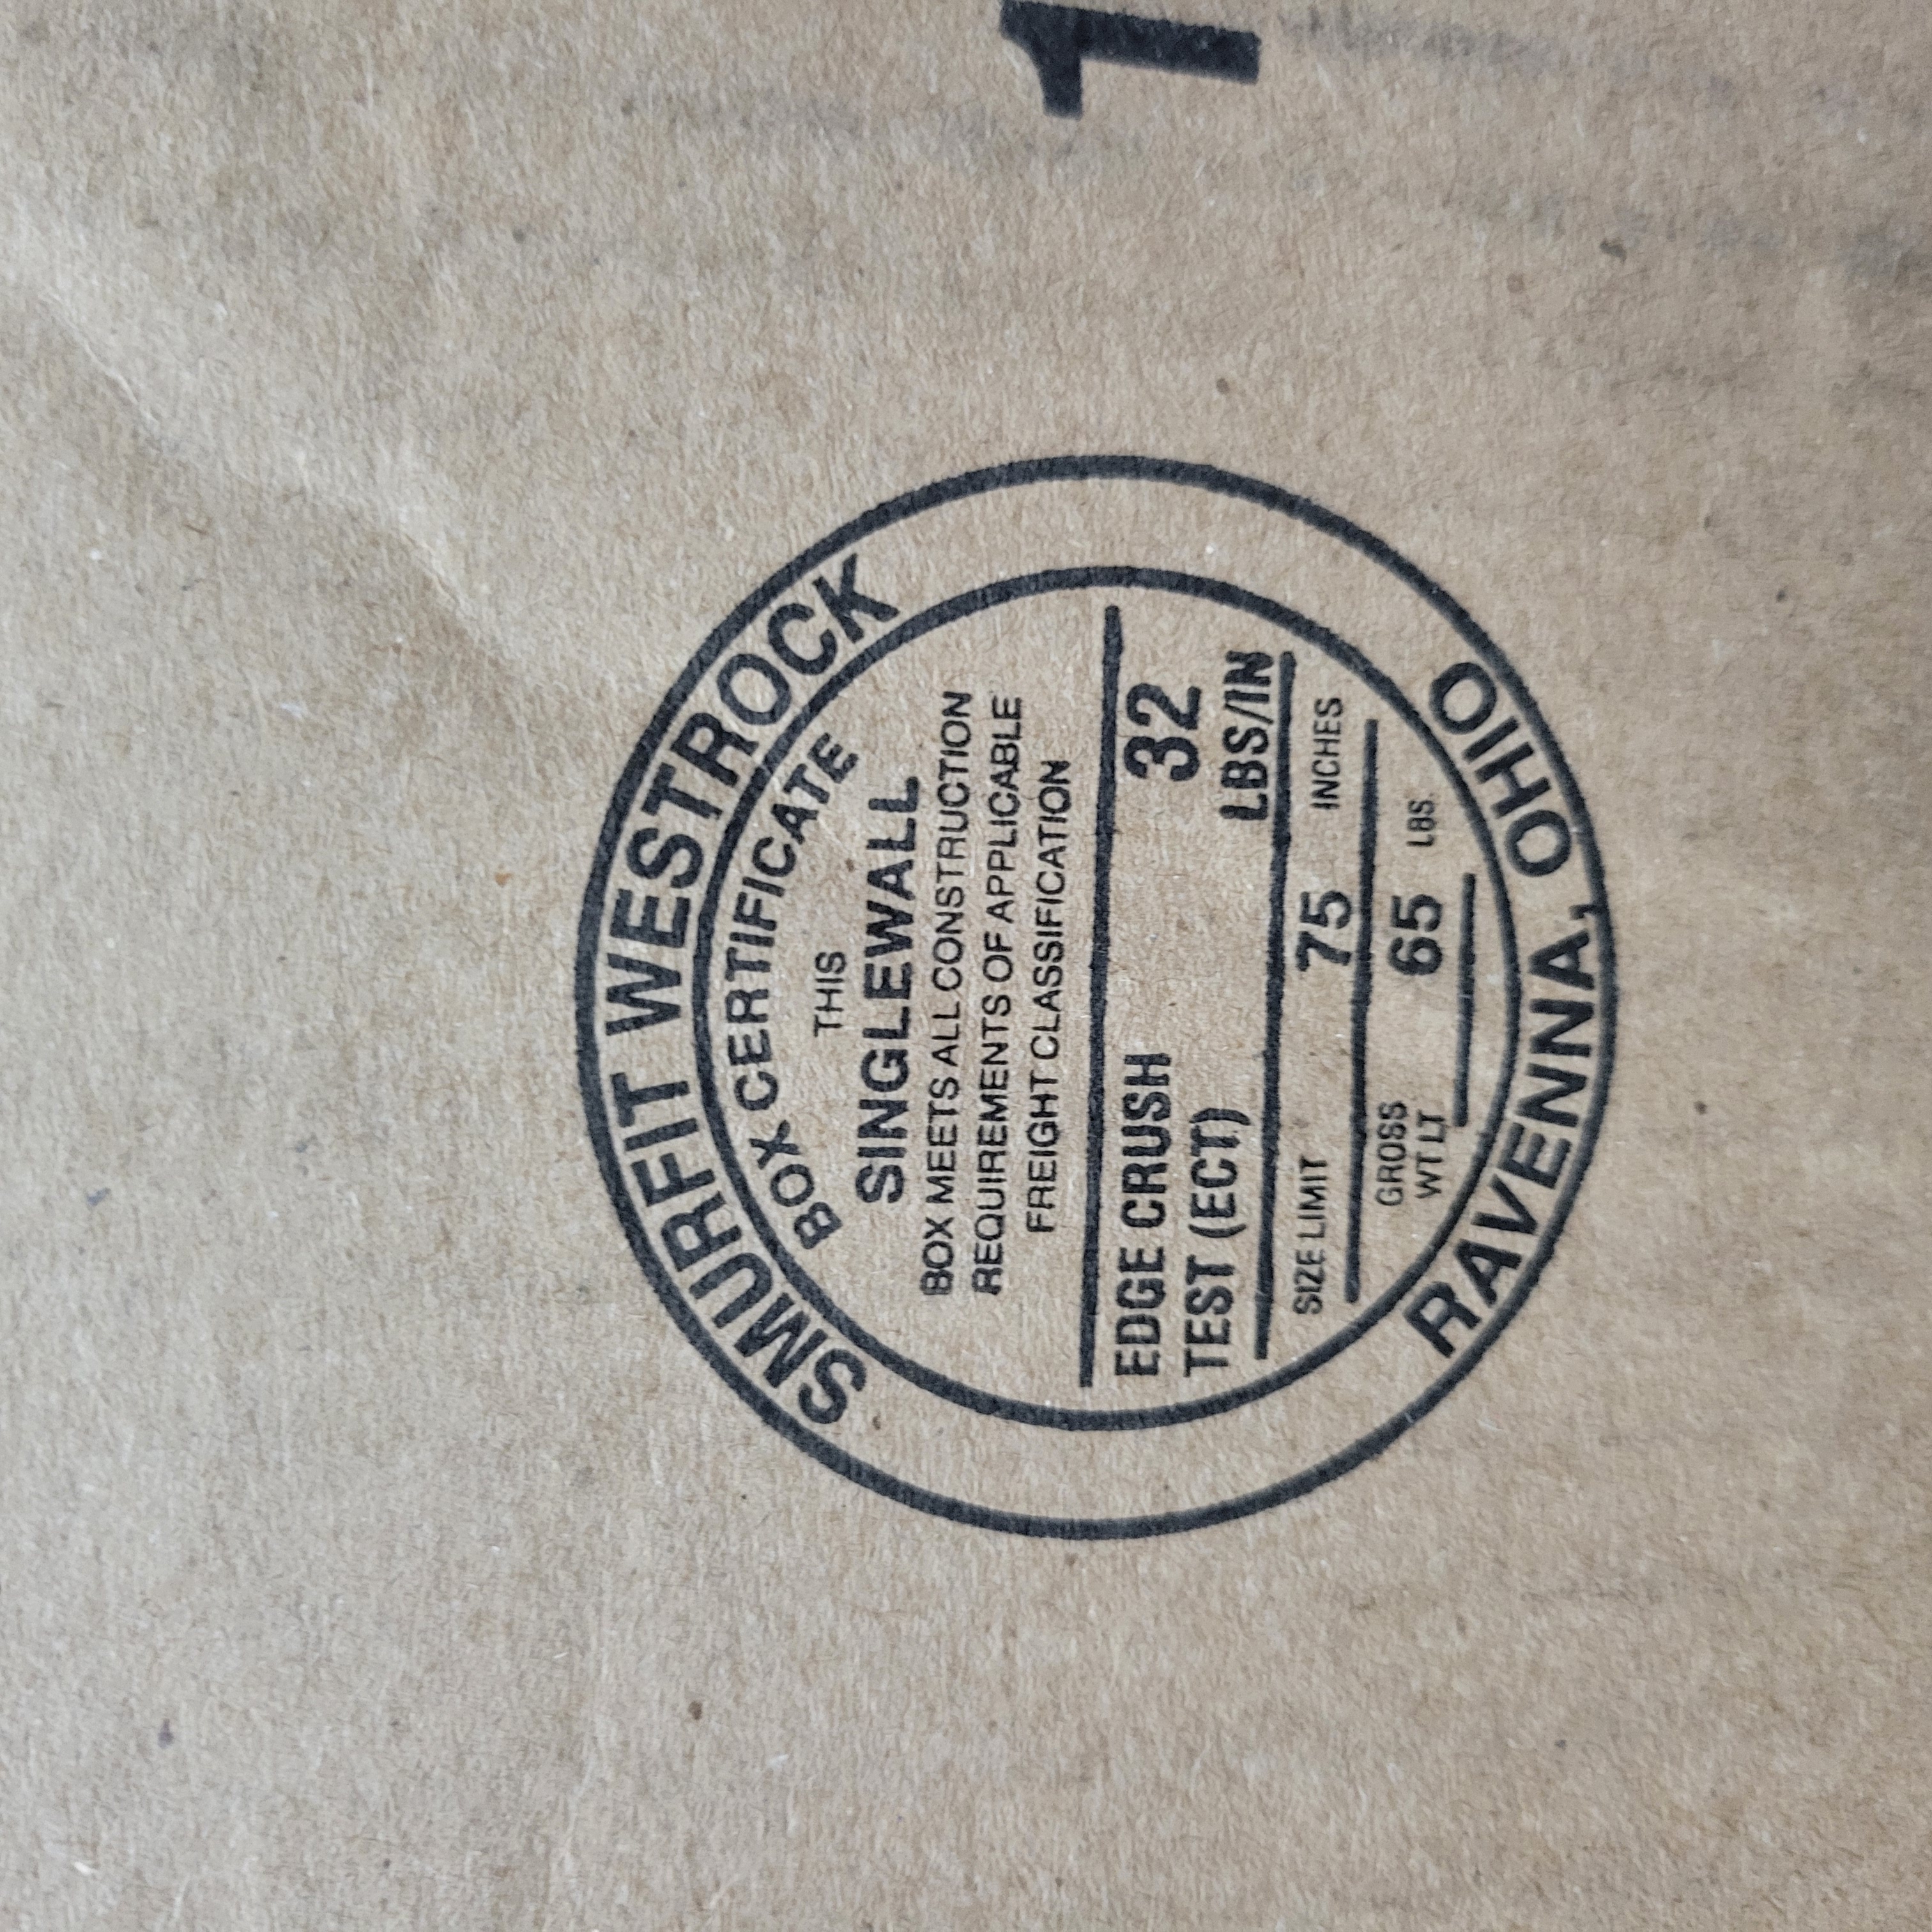 1
SMURFIT WESTROCK
BOX CERTIFICATE
THIS
SINGLEWALL
BOX MEETS ALL CONSTRUCTION
REQUIREMENTS OF APPLICABLE
FREIGHT CLASSIFICATION
EDGE CRUSH 32
TEST (ECT) LBS/IN
SIZE LIMIT 75 INCHES
GROSS 65 LBS.
WT LT
RAVENNA, OHIO